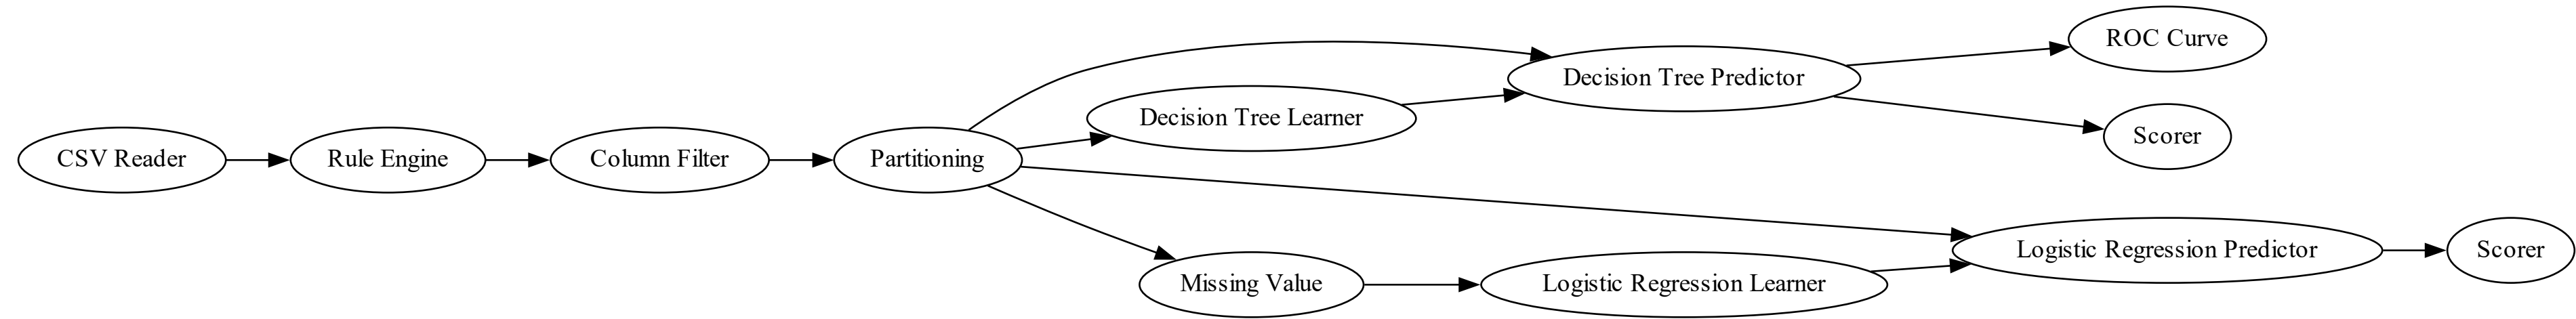 CSV Reader
Rule Engine
Column Filter
Partitioning
Decision Tree Learner
Decision Tree Predictor
ROC Curve
Scorer
Missing Value
Logistic Regression Learner
Logistic Regression Predictor
Scorer